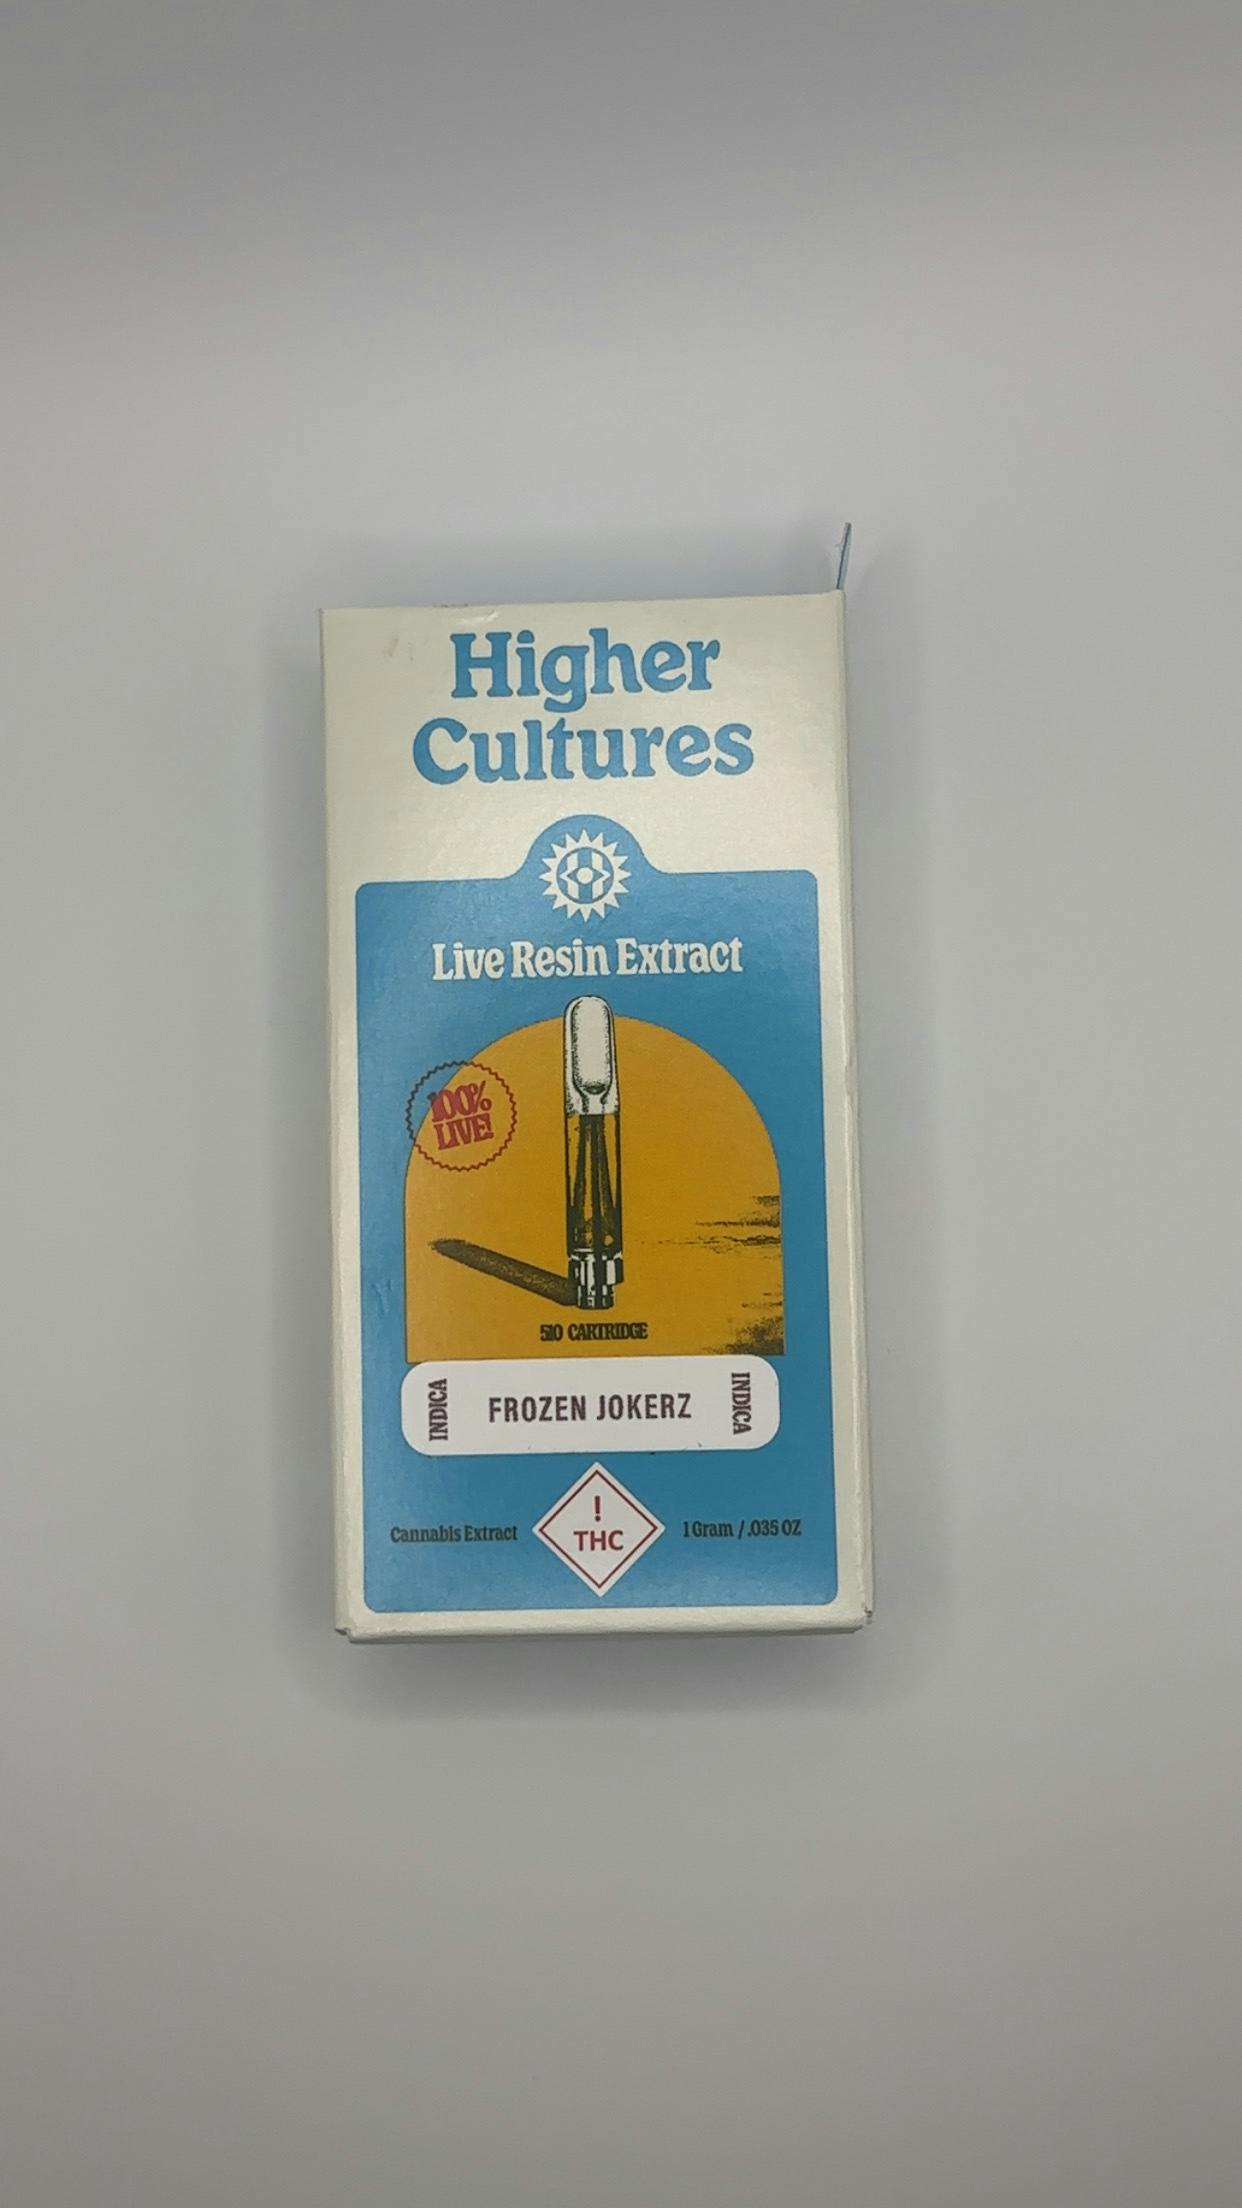 Higher
Cultures
Live Resin Extract
100%
LIVE!
510 CARTRIDGE
INDICA
FROZEN JOKERZ
INDICA
Cannabis Extract
!
THC
1 Gram / .035 OZ